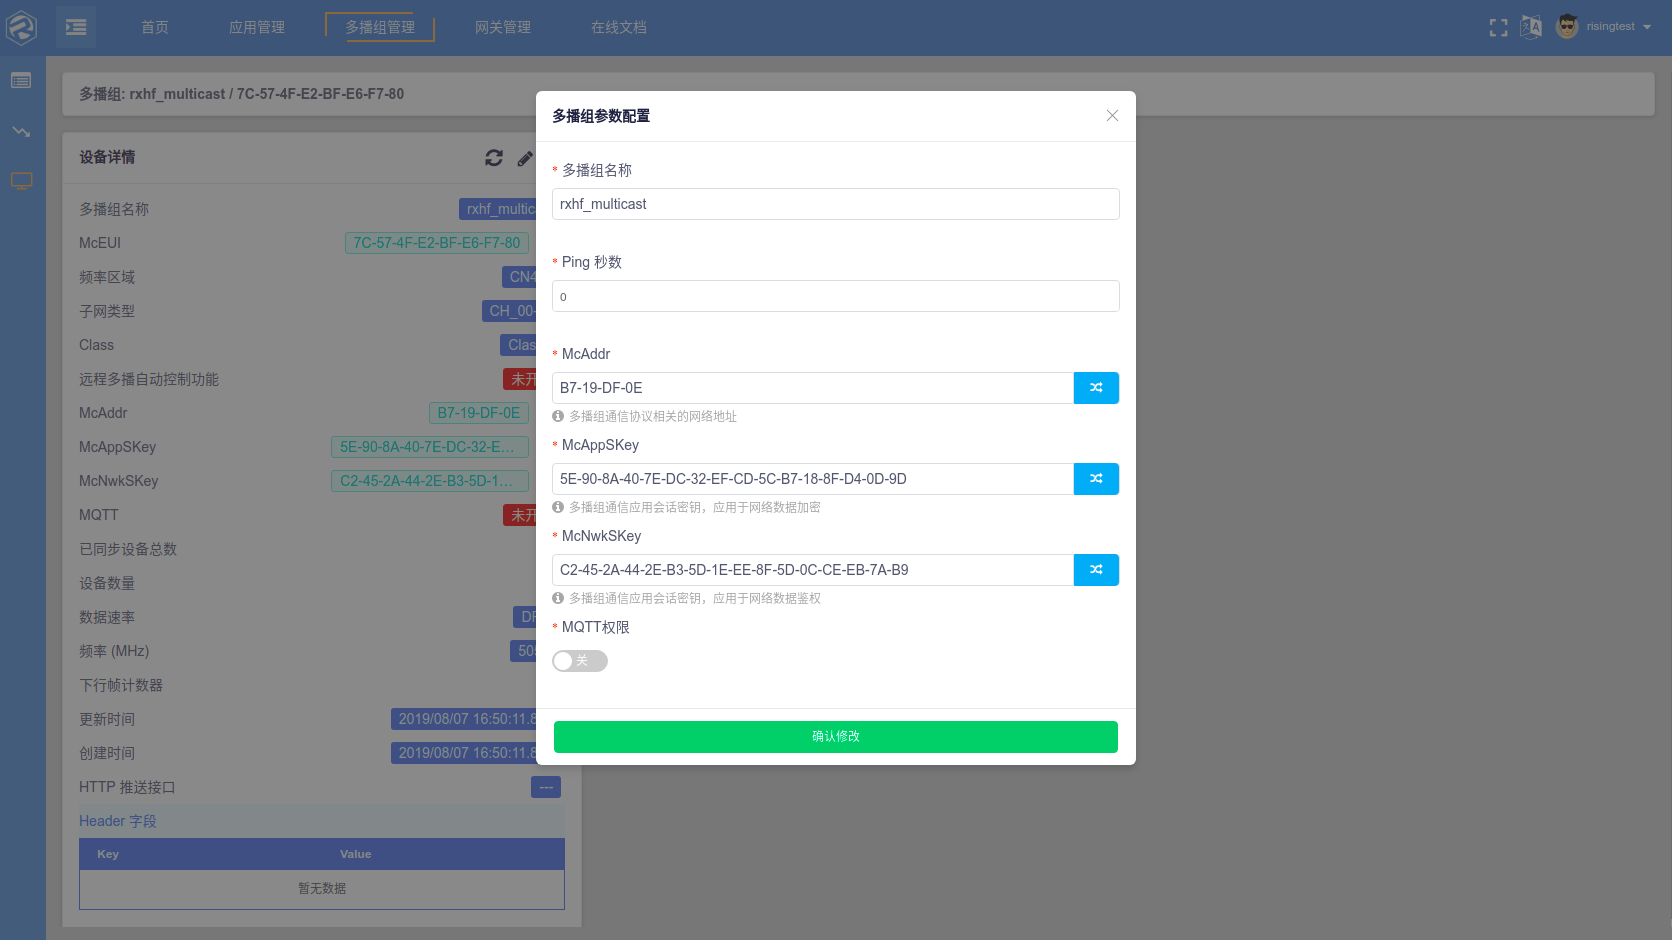 首页
应用管理
多播组管理
网关管理
在线文档
risingtest
多播组: rxhf_multicast / 7C-57-4F-E2-BF-E6-F7-80
设备详情
多播组名称 rxhf_multic
McEUI 7C-57-4F-E2-BF-E6-F7-80
频率区域 CN4
子网类型 CH_00-
Class Clas
远程多播自动控制功能 未开
McAddr B7-19-DF-0E
McAppSKey 5E-90-8A-40-7E-DC-32-E...
McNwkSKey C2-45-2A-44-2E-B3-5D-1...
MQTT 未开
已同步设备总数
设备数量
数据速率 DR
频率 (MHz) 505
下行帧计数器
更新时间 2019/08/07 16:50:11.8
创建时间 2019/08/07 16:50:11.8
HTTP 推送接口 ---
Header 字段
Key Value
暂无数据
多播组参数配置
* 多播组名称
rxhf_multicast
* Ping 秒数
0
* McAddr
B7-19-DF-0E
多播组通信协议相关的网络地址
* McAppSKey
5E-90-8A-40-7E-DC-32-EF-CD-5C-B7-18-8F-D4-0D-9D
多播组通信应用会话密钥，应用于网络数据加密
* McNwkSKey
C2-45-2A-44-2E-B3-5D-1E-EE-8F-5D-0C-CE-EB-7A-B9
多播组通信应用会话密钥，应用于网络数据鉴权
* MQTT权限
关
确认修改